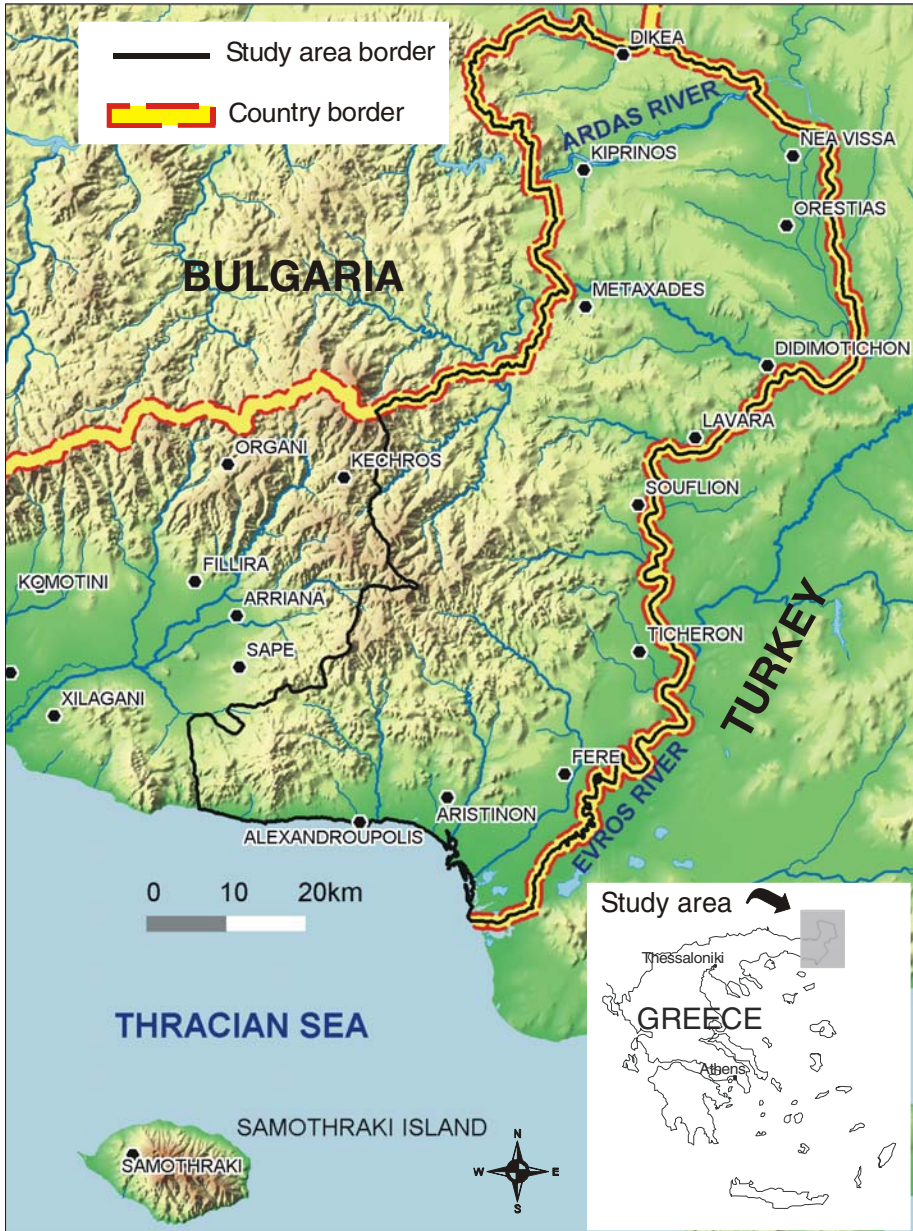 Study area border
Country border
DIKEA
ARDAS RIVER
NEA VISSA
KIPRINOS
ORESTIAS
BULGARIA
METAXADES
DIDIMOTICHON
LAVARA
ORGANI
KECHROS
SOUFLION
FILLIRA
KOMOTINI
ARRIANA
TICHERON
SAPE
TURKEY
XILAGANI
FERE
EVROS RIVER
ARISTINON
ALEXANDROUPOLIS
0 10 20km
Study area
Thessaloniki
GREECE
Athens
THRACIAN SEA
SAMOTHRAKI ISLAND
SAMOTHRAKI
N
W E
S